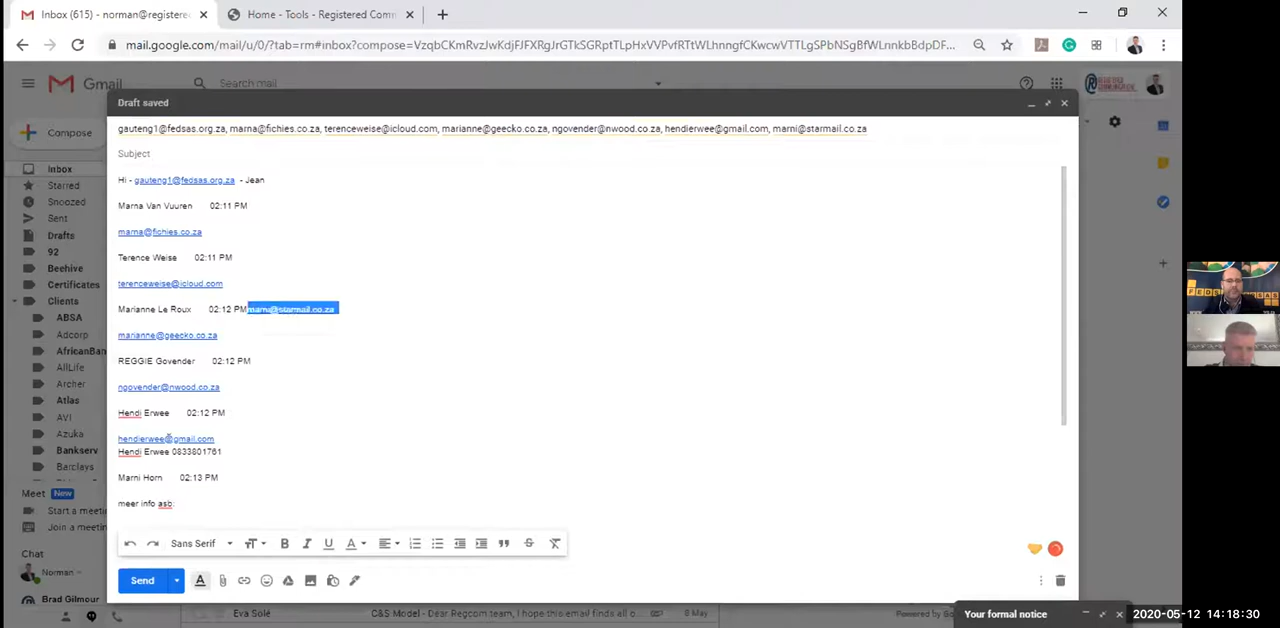 Inbox (615) - norman@registere
Home - Tools - Registered Comm
mail.google.com/mail/u/0/?tab=rm#inbox?compose=VzqbCKmRvzJwKdjFJFXRgJrGTkSGRptTLpHxVVPvfRTtWLhnngfCKwcwVTTLgSPbNSgBfWLnnkbBdpDF...
Gmail
Search mail
Draft saved
gauteng1@fedsas.org.za, marna@fichies.co.za, terenceweise@icloud.com, marianne@geecko.co.za, ngovender@nwood.co.za, hendierwee@gmail.com, marni@starmail.co.za
Compose
Subject
Inbox
Starred
Snoozed
Sent
Drafts
92
Beehive
Certificates
Clients
ABSA
Adcorp
AfricanBan
AllLife
Archer
Atlas
AVI
Azuka
Bankserv
Barclays
Hi - gauteng1@fedsas.org.za - Jean
Marna Van Vuuren 02:11 PM
marna@fichies.co.za
Terence Weise 02:11 PM
terenceweise@icloud.com
Marianne Le Roux 02:12 PM marni@starmail.co.za
marianne@geecko.co.za
REGGIE Govender 02:12 PM
ngovender@nwood.co.za
Hendi Erwee 02:12 PM
hendierwee@gmail.com
Hendi Erwee 0833801761
Marni Horn 02:13 PM
meer info asb:
Meet New
Start a meetin
Join a meetin
Chat
Norman
Brad Gilmour
Sans Serif
Send
Eva Solé
C&S Model - Dear Regcom team, I hope this email finds all o
8 May
Powered by Go
Your formal notice
FEDSAS
2020-05-12 14:18:30